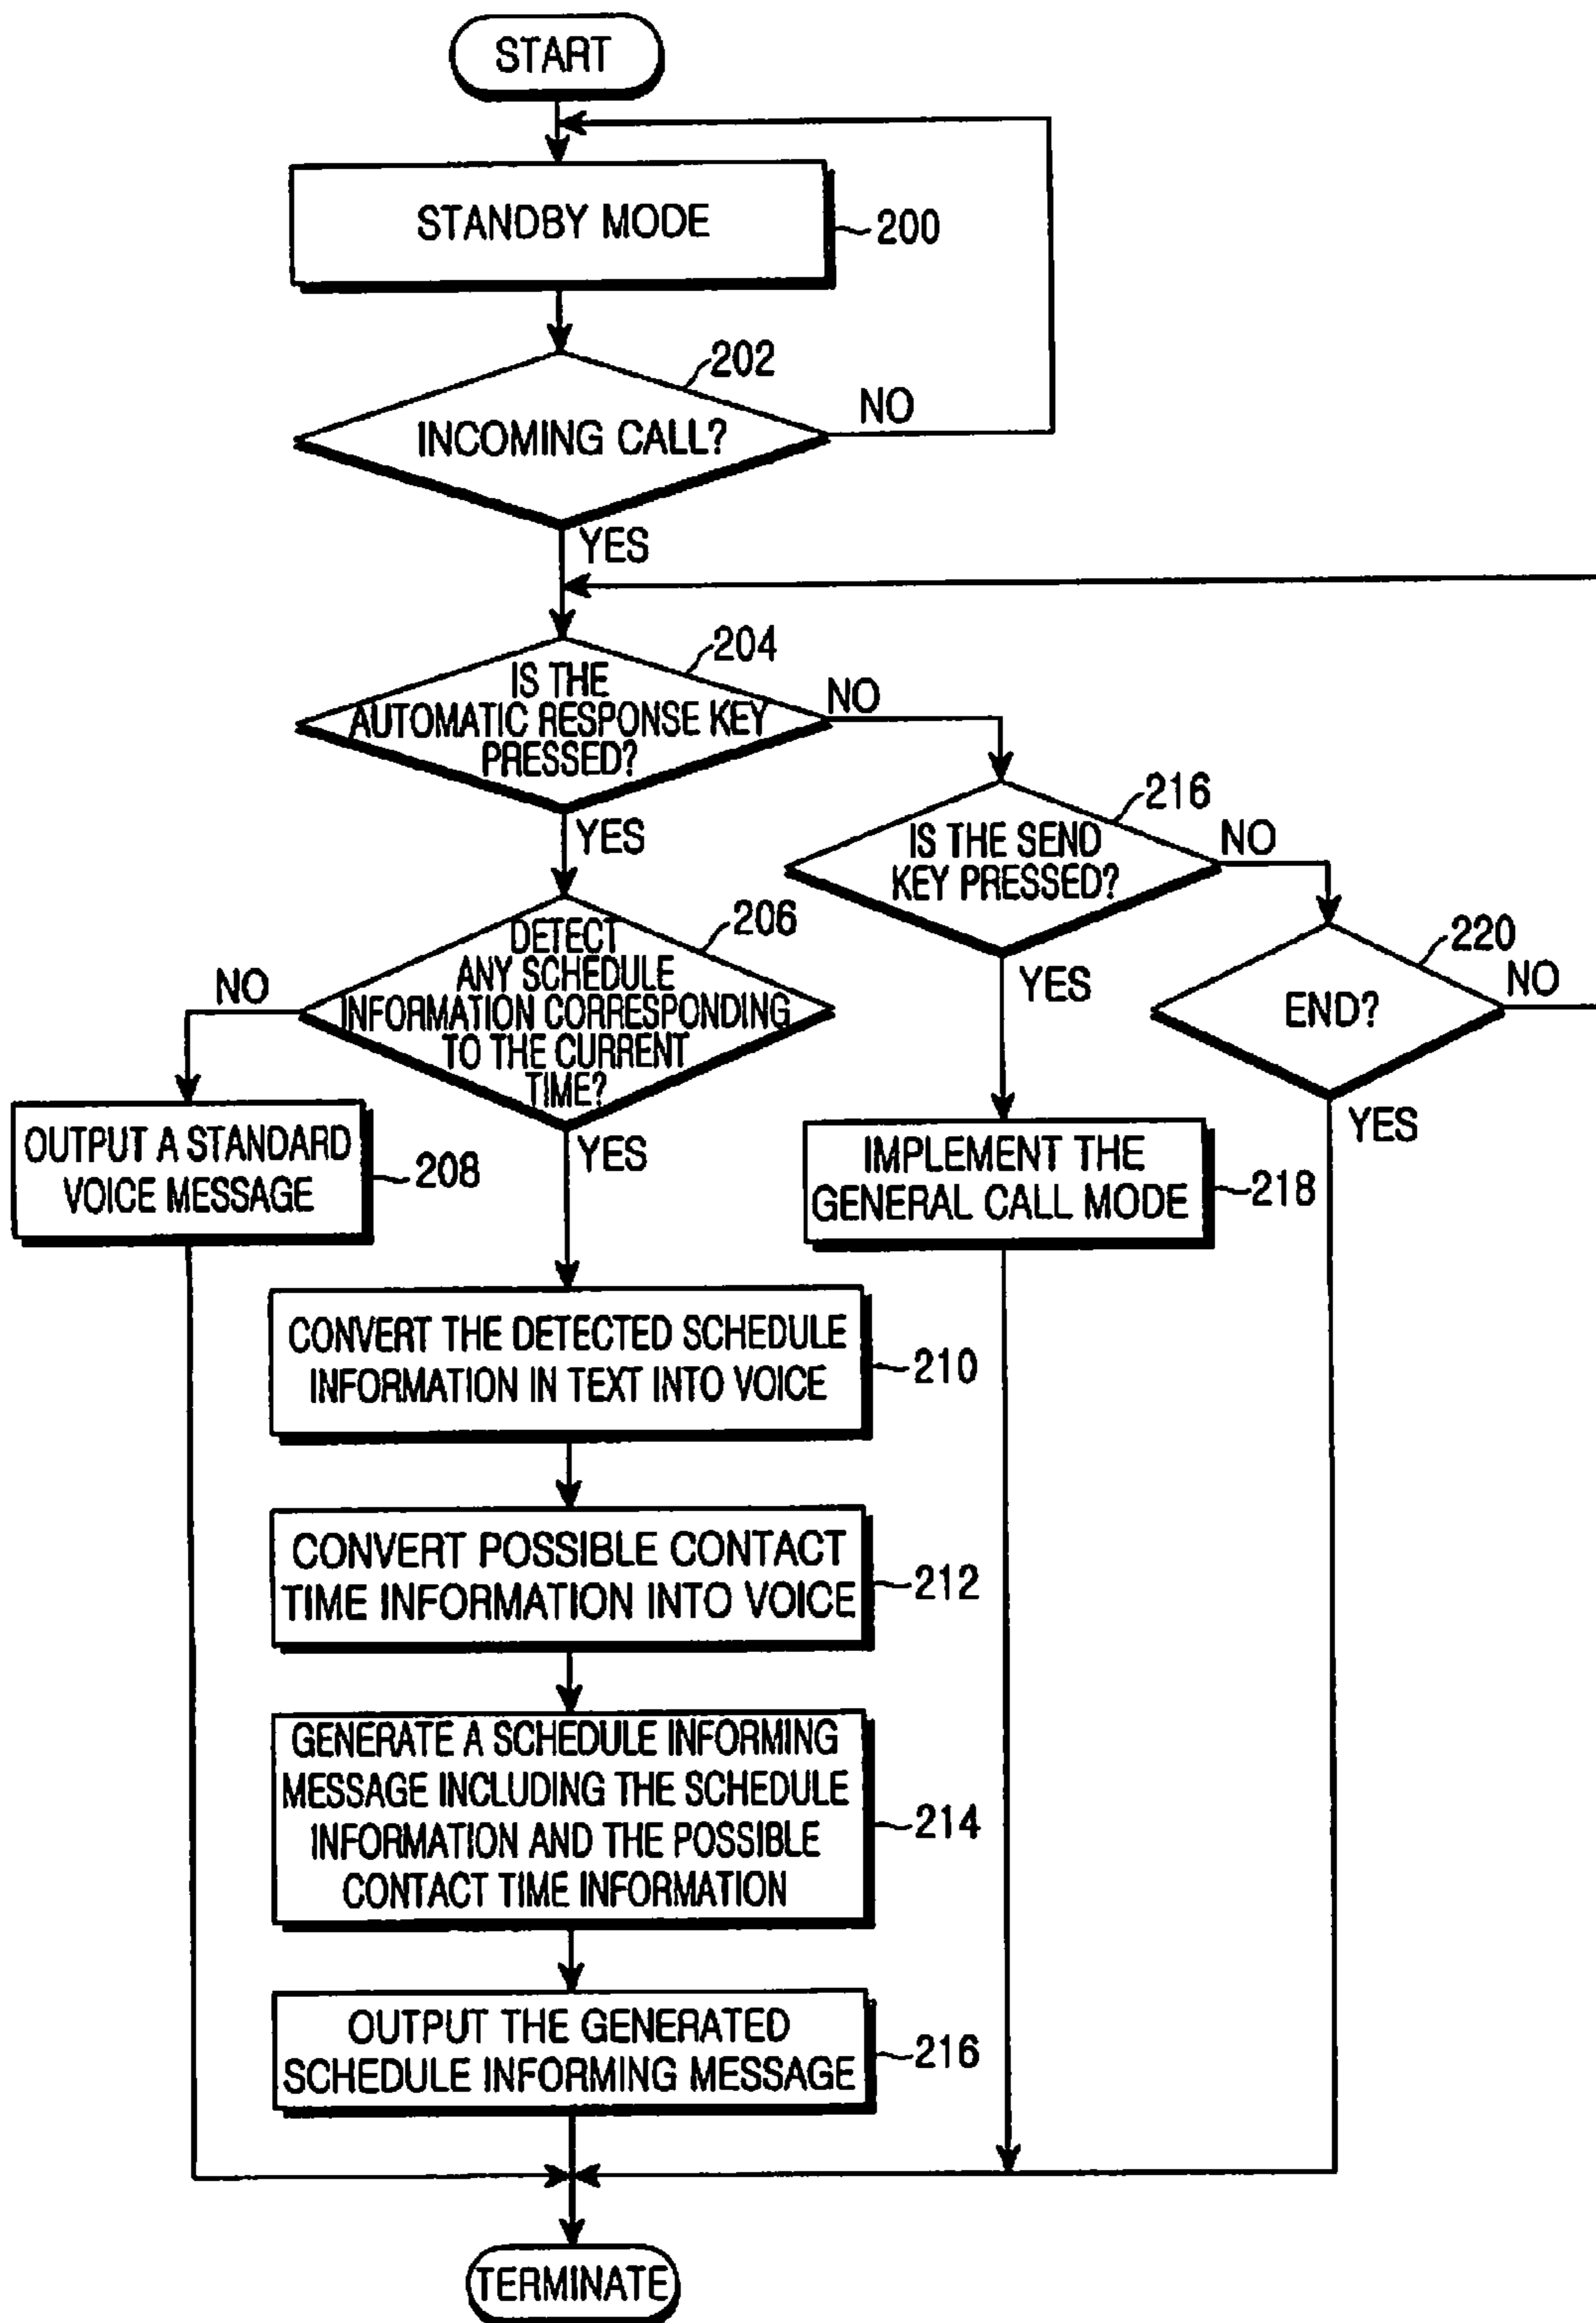 START
STANDBY MODE
200
202
INCOMING CALL?
NO
YES
204
IS THE
AUTOMATIC RESPONSE KEY
PRESSED?
NO
YES
216
IS THE SEND
KEY PRESSED?
NO
YES
220
END?
NO
YES
206
DETECT
ANY SCHEDULE
INFORMATION CORRESPONDING
TO THE CURRENT
TIME?
NO
YES
OUTPUT A STANDARD
VOICE MESSAGE
208
IMPLEMENT THE
GENERAL CALL MODE
218
CONVERT THE DETECTED SCHEDULE
INFORMATION IN TEXT INTO VOICE
210
CONVERT POSSIBLE CONTACT
TIME INFORMATION INTO VOICE
212
GENERATE A SCHEDULE INFORMING
MESSAGE INCLUDING THE SCHEDULE
INFORMATION AND THE POSSIBLE
CONTACT TIME INFORMATION
214
OUTPUT THE GENERATED
SCHEDULE INFORMING MESSAGE
216
TERMINATE